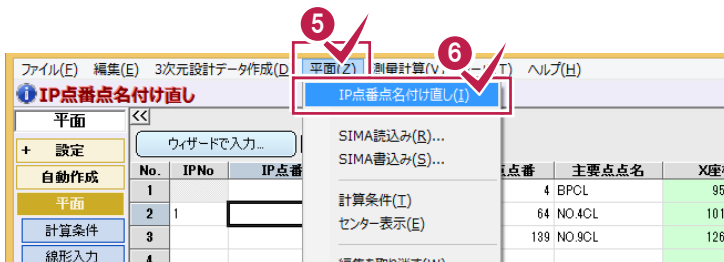 5
6
ファイル(F) 編集(E) 3次元設計データ作成(D 平面(Z) 測量計算(V) T) ヘルプ(H)
IP点番点名付け直し
IP点番点名付け直し(I)
平面 <<
+ 設定 ウィザードで入力...
SIMA読込み(R)...
SIMA書込み(S)...
自動作成 No. IPNo IP点番 点番 主要点点名 X座
1 4 BPCL 95
平面 2 1 64 NO.4CL 101
計算条件(T)
センター表示(E)
計算条件 3 139 NO.9CL 126
線形入力 4